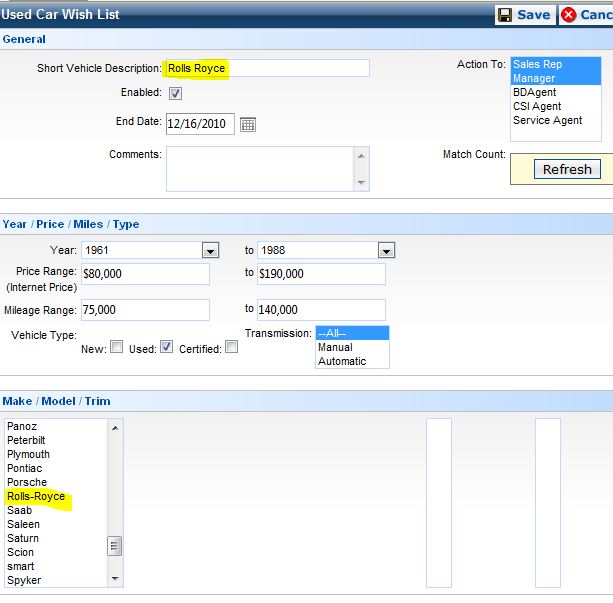 Used Car Wish List Save Canc
General
Short Vehicle Description: Rolls Royce Action To: Sales Rep
Manager
Enabled: BDAgent
CSI Agent
End Date: 12/16/2010 Service Agent
Comments: Match Count: Refresh
Year / Price / Miles / Type
Year: 1961 to 1988
Price Range: $80,000 to $190,000
(Internet Price)
Mileage Range: 75,000 to 140,000
Vehicle Type: New: Used: Certified: Transmission: --All--
Manual
Automatic
Make / Model / Trim
Panoz
Peterbilt
Plymouth
Pontiac
Porsche
Rolls-Royce
Saab
Saleen
Saturn
Scion
smart
Spyker